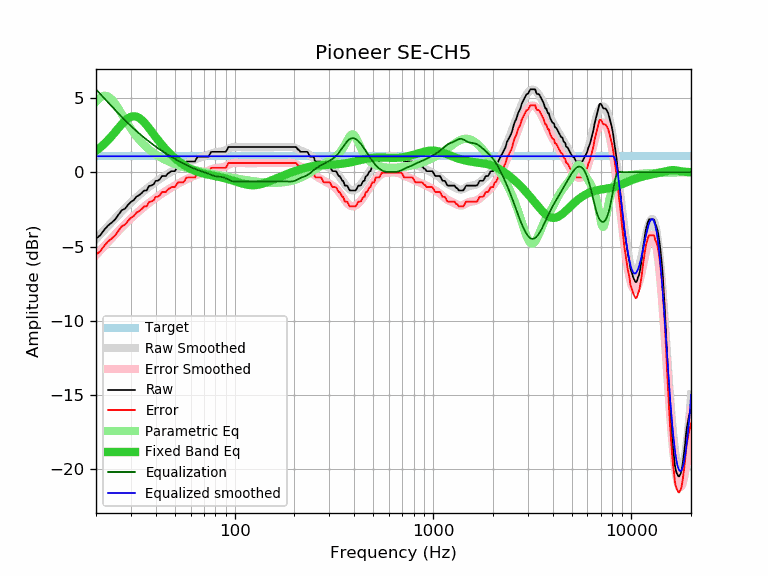 Pioneer SE-CH5
Amplitude (dBr)
5
0
−5
−10
−15
−20
Target
Raw Smoothed
Error Smoothed
Raw
Error
Parametric Eq
Fixed Band Eq
Equalization
Equalized smoothed
100
1000
10000
Frequency (Hz)